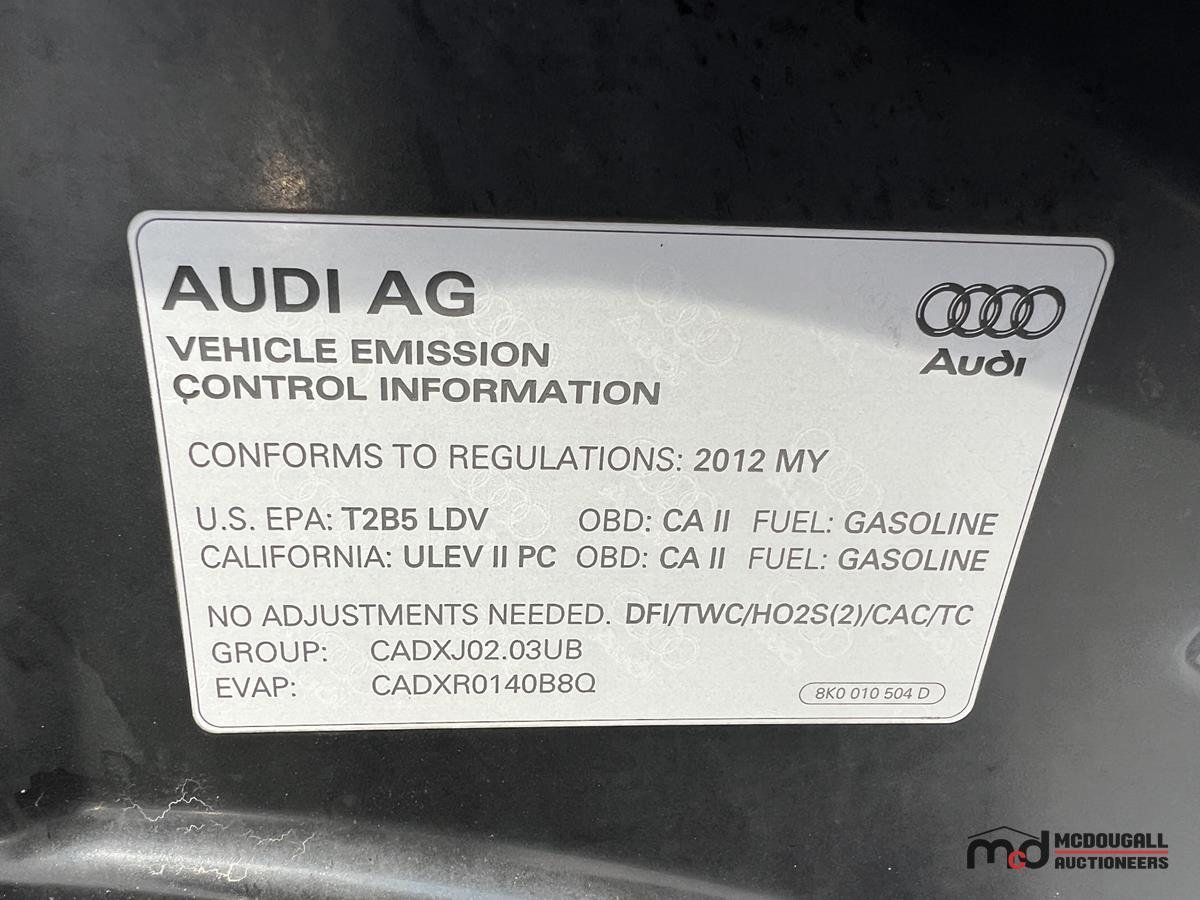 AUDI AG
Audi
VEHICLE EMISSION
CONTROL INFORMATION
CONFORMS TO REGULATIONS: 2012 MY
U.S. EPA: T2B5 LDV OBD: CA II FUEL: GASOLINE
CALIFORNIA: ULEV II PC OBD: CA II FUEL: GASOLINE
NO ADJUSTMENTS NEEDED. DFI/TWC/HO2S(2)/CAC/TC
GROUP: CADXJ02.03UB
EVAP: CADXR0140B8Q
8K0 010 504 D
mcd MCDOUGALL
AUCTIONEERS